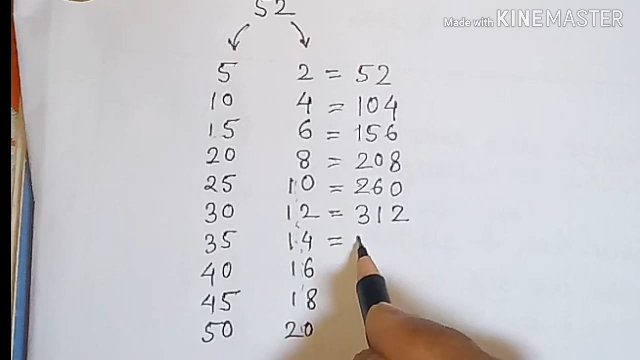 Made with KINEMASTER
52
5 2 = 52
10 4 = 104
15 6 = 156
20 8 = 208
25 10 = 260
30 12 = 312
35 14 =
40 16
45 18
50 20